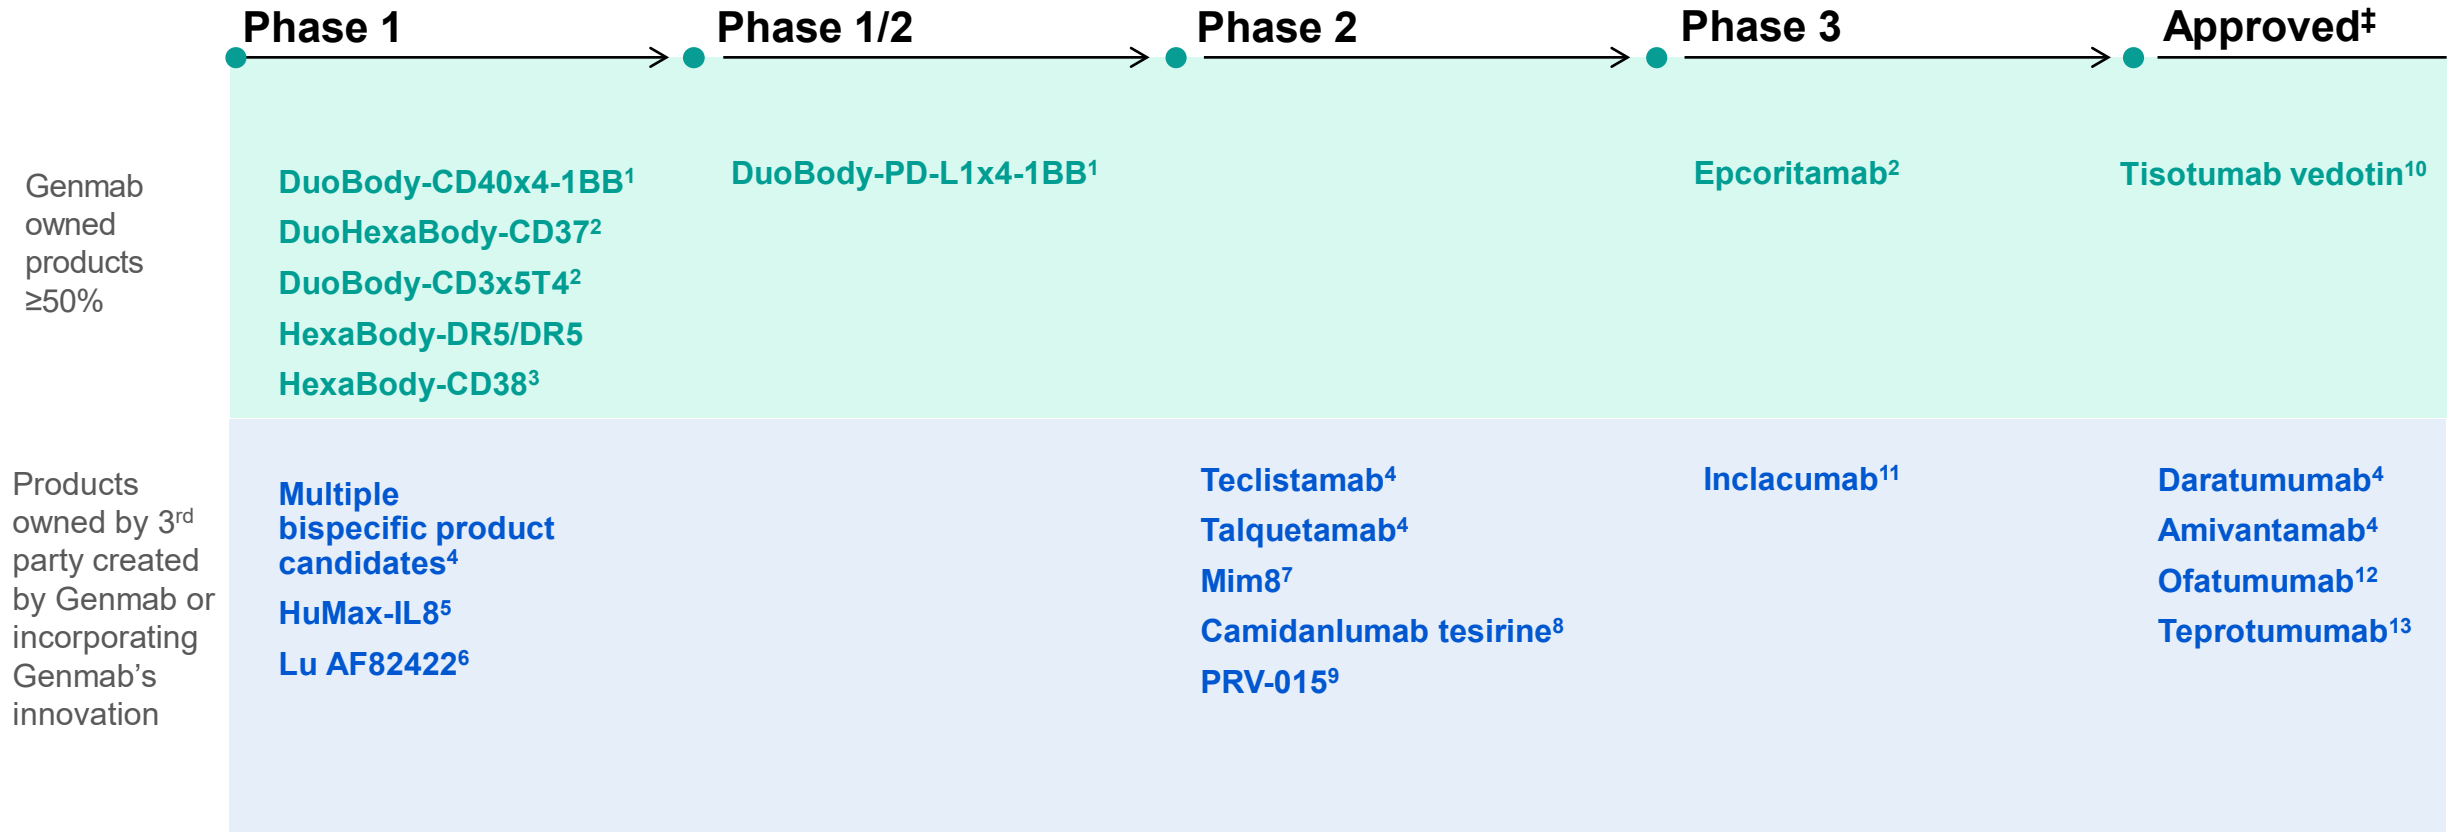 Phase 1
Phase 1/2
Phase 2
Phase 3
Approved‡
Genmab
owned
products
≥50%
DuoBody-CD40x4-1BB¹
DuoHexaBody-CD37²
DuoBody-CD3x5T4²
HexaBody-DR5/DR5
HexaBody-CD38³
DuoBody-PD-L1x4-1BB¹
Epcoritamab²
Tisotumab vedotin¹⁰
Products
owned by 3rd
party created
by Genmab or
incorporating
Genmab’s
innovation
Multiple
bispecific product
candidates⁴
HuMax-IL8⁵
Lu AF82422⁶
Teclistamab⁴
Talquetamab⁴
Mim8⁷
Camidanlumab tesirine⁸
PRV-015⁹
Inclacumab¹¹
Daratumumab⁴
Amivantamab⁴
Ofatumumab¹²
Teprotumumab¹³